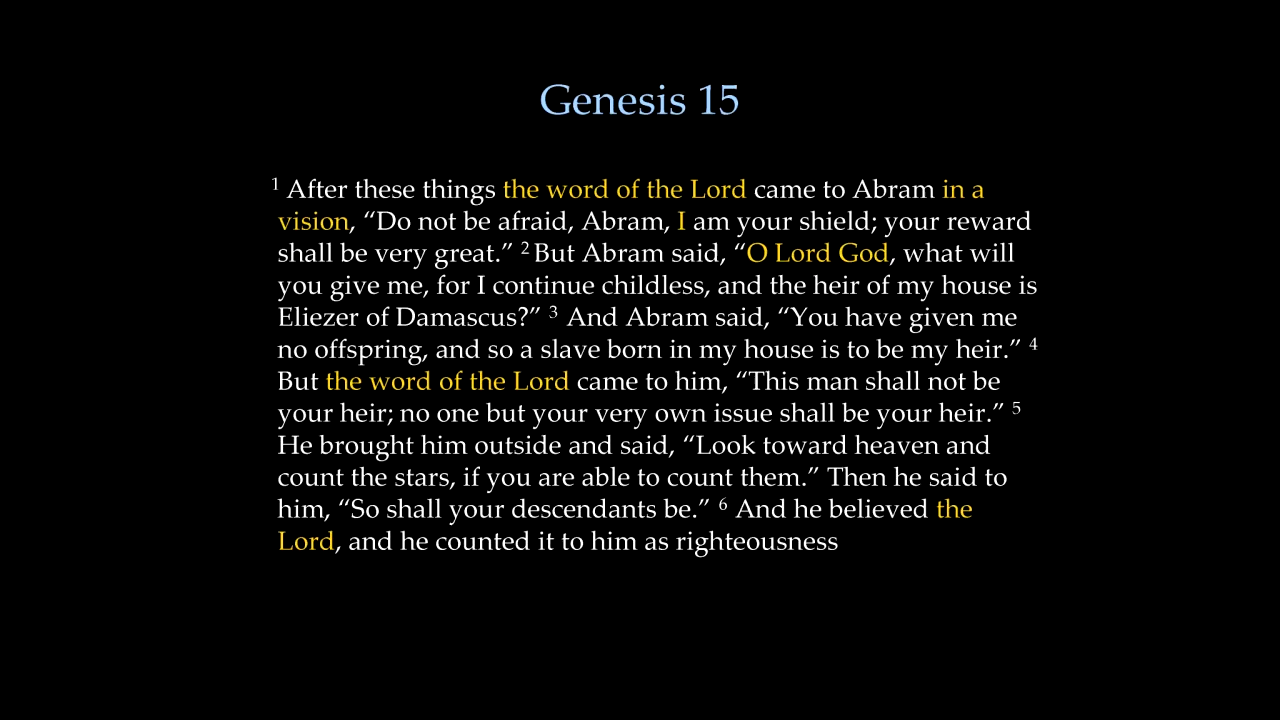 Genesis 15
1 After these things the word of the Lord came to Abram in a
vision, “Do not be afraid, Abram, I am your shield; your reward
shall be very great.” 2 But Abram said, “O Lord God, what will
you give me, for I continue childless, and the heir of my house is
Eliezer of Damascus?” 3 And Abram said, “You have given me
no offspring, and so a slave born in my house is to be my heir.” 4
But the word of the Lord came to him, “This man shall not be
your heir; no one but your very own issue shall be your heir.” 5
He brought him outside and said, “Look toward heaven and
count the stars, if you are able to count them.” Then he said to
him, “So shall your descendants be.” 6 And he believed the
Lord, and he counted it to him as righteousness